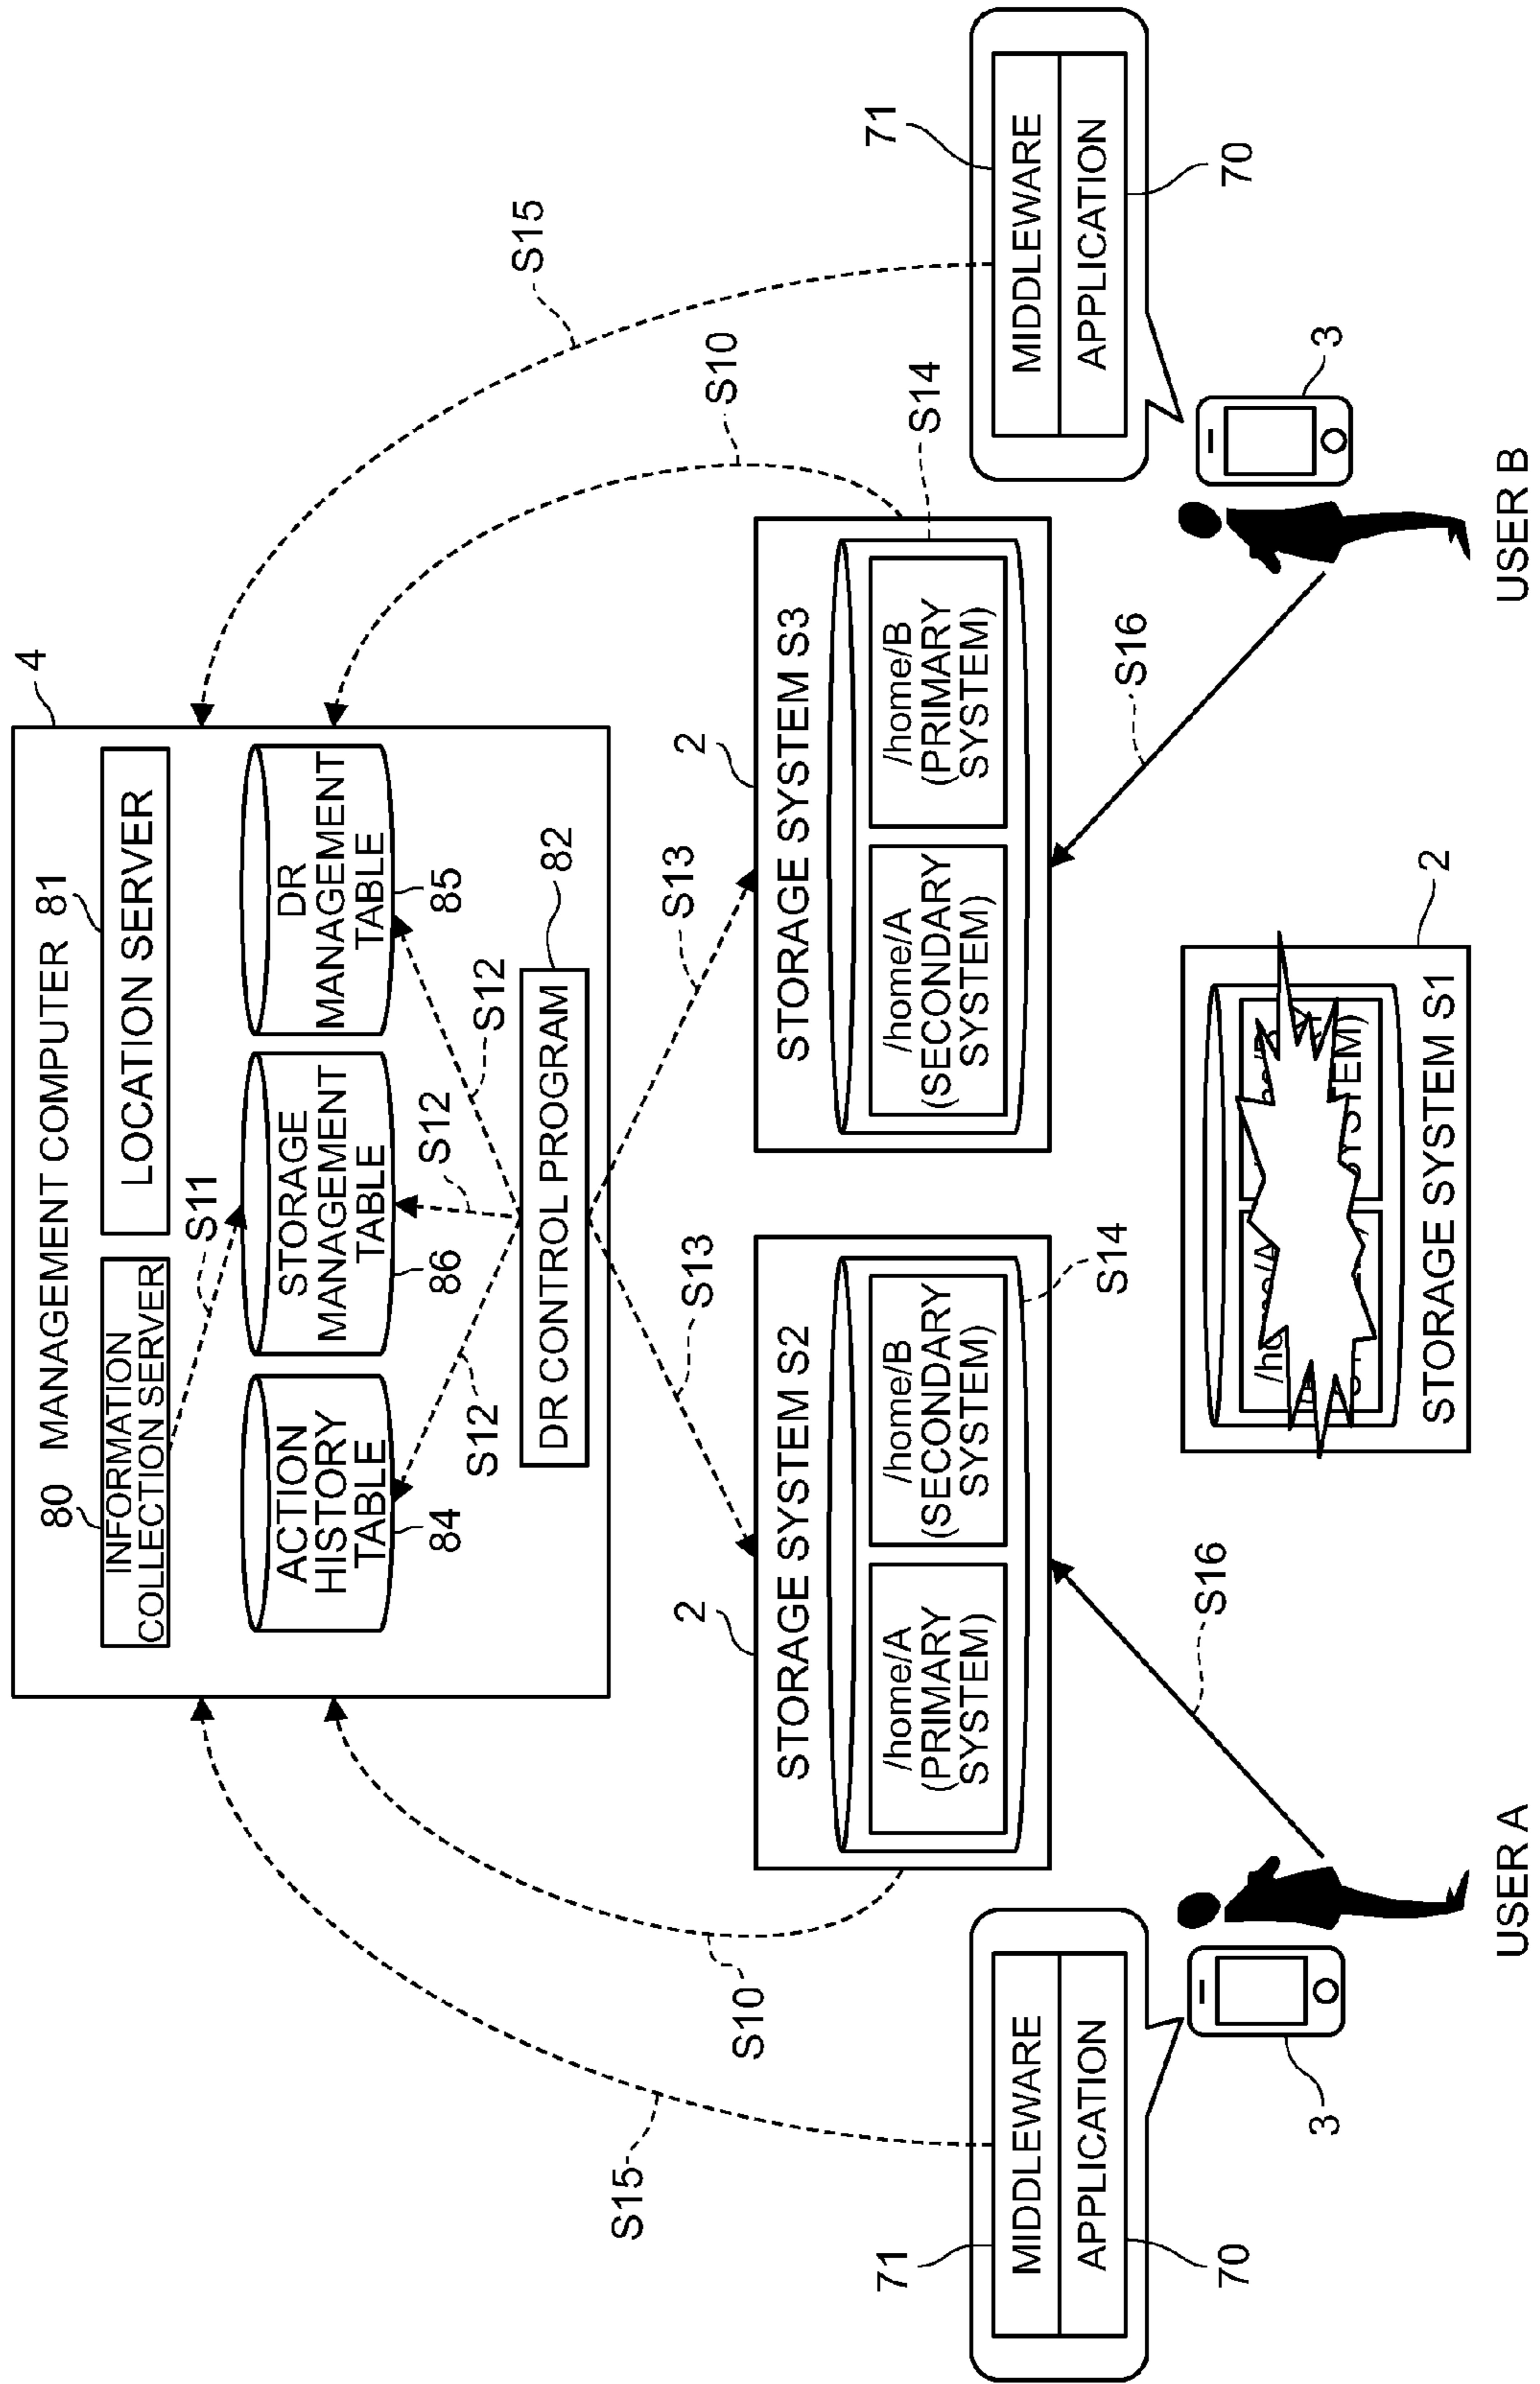 4
80
MANAGEMENT COMPUTER
81
INFORMATION
COLLECTION SERVER
LOCATION SERVER
S11
ACTION
HISTORY
TABLE
STORAGE
MANAGEMENT
TABLE
DR
MANAGEMENT
TABLE
84
86
85
S12
S12
S12
DR CONTROL PROGRAM
82
S15
S15
S10
S10
S13
S13
2
STORAGE SYSTEM S2
/home/A
(PRIMARY
SYSTEM)
/home/B
(SECONDARY
SYSTEM)
S14
2
STORAGE SYSTEM S3
/home/A
(SECONDARY
SYSTEM)
/home/B
(PRIMARY
SYSTEM)
S14
71
MIDDLEWARE
APPLICATION
70
71
MIDDLEWARE
APPLICATION
70
3
S16
S16
3
2
STORAGE SYSTEM S1
USER A
USER B